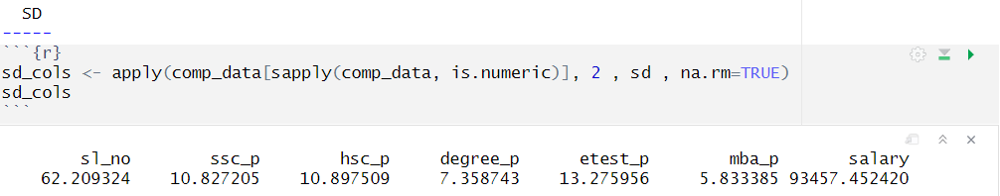 SD
-----
```{r}
sd_cols <- apply(comp_data[sapply(comp_data, is.numeric)], 2 , sd , na.rm=TRUE)
sd_cols
```
sl_no ssc_p hsc_p degree_p etest_p mba_p salary
62.209324 10.827205 10.897509 7.358743 13.275956 5.833385 93457.452420